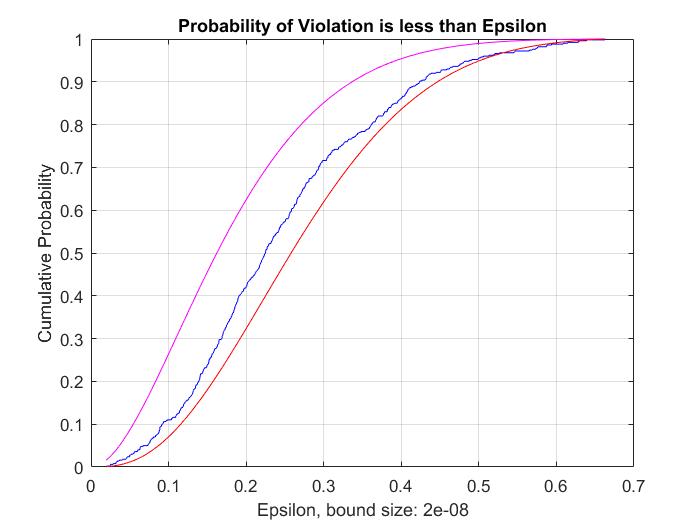 Probability of Violation is less than Epsilon
Cumulative Probability
1
0.9
0.8
0.7
0.6
0.5
0.4
0.3
0.2
0.1
0
0 0.1 0.2 0.3 0.4 0.5 0.6 0.7
Epsilon, bound size: 2e-08